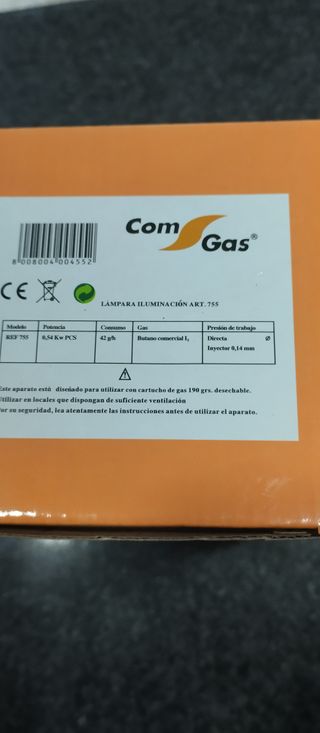 Com Gas®
8 008004 004552
CE
LÁMPARA ILUMINACIÓN ART. 755
Modelo Potencia Consumo Gas Presión de trabajo
REF 755 0,54 Kw PCS 42 g/h Butano comercial I, Directa Ø
Inyector 0,14 mm
Este aparato está diseñado para utilizar con cartucho de gas 190 grs. desechable.
Utilizar en locales que dispongan de suficiente ventilación
Por su seguridad, lea atentamente las instrucciones antes de utilizar el aparato.